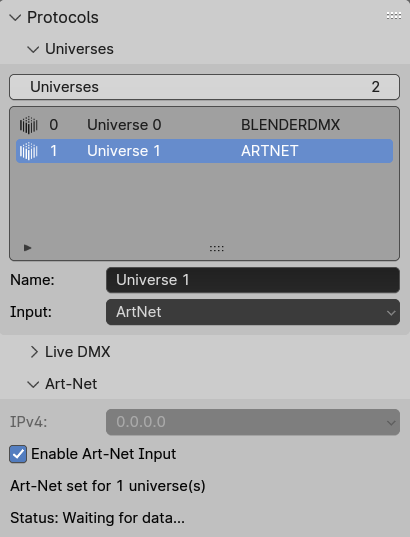 Protocols
Universes
Universes 2
0 Universe 0 BLENDERDMX
1 Universe 1 ARTNET
Name: Universe 1
Input: ArtNet
Live DMX
Art-Net
IPv4: 0.0.0.0
Enable Art-Net Input
Art-Net set for 1 universe(s)
Status: Waiting for data...